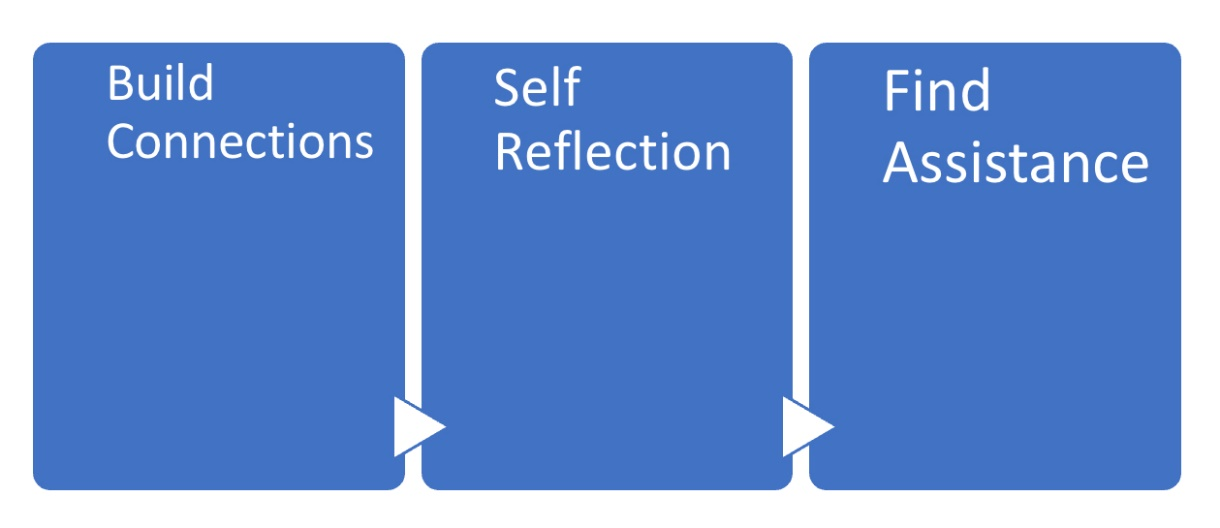 Build
Connections
Self
Reflection
Find
Assistance